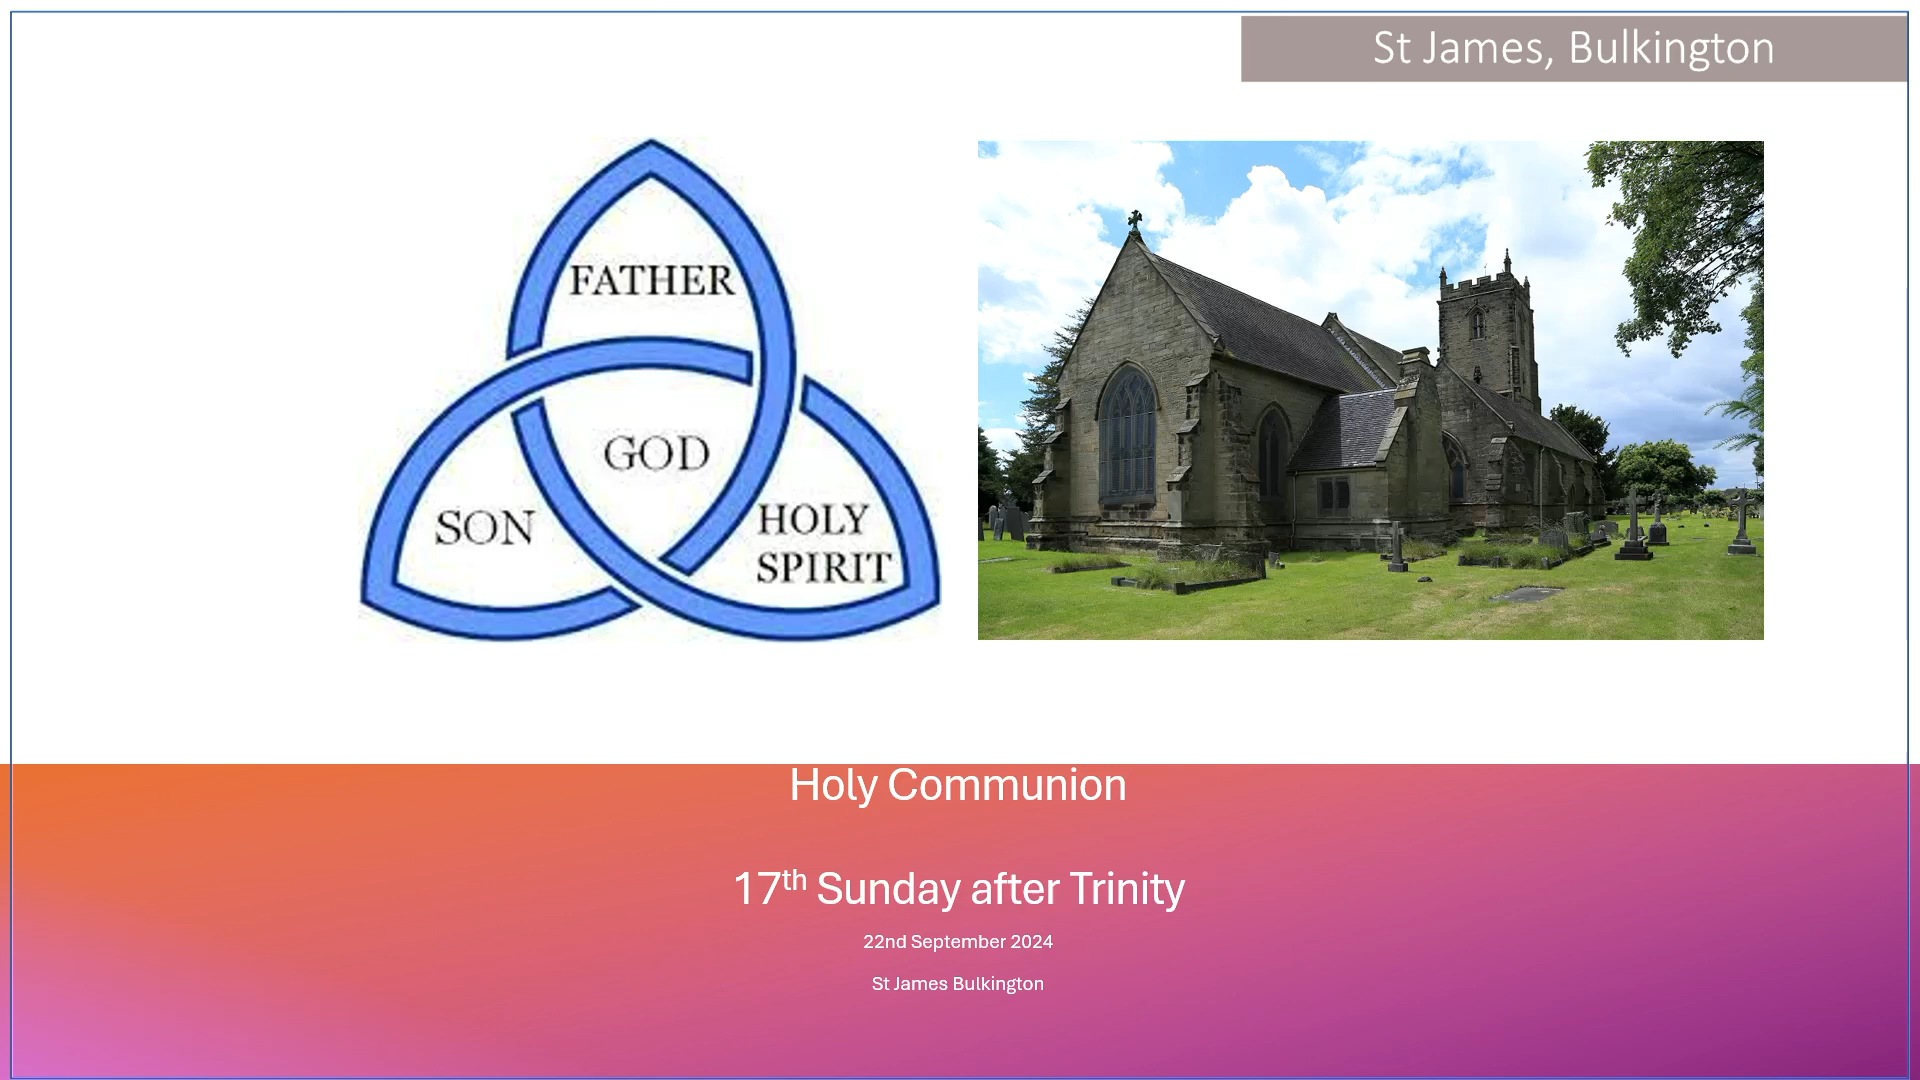 St James, Bulkington
FATHER
GOD
SON
HOLY
SPIRIT
Holy Communion
17th Sunday after Trinity
22nd September 2024
St James Bulkington